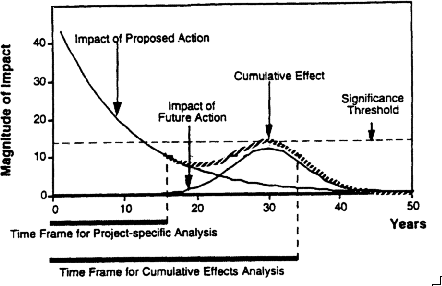 Impact of Proposed Action
Cumulative Effect
Impact of
Future Action
Significance
Threshold
Magnitude of Impact
40
30
20
10
0
0
10
20
30
40
50
Years
Time Frame for Project-specific Analysis
Time Frame for Cumulative Effects Analysis